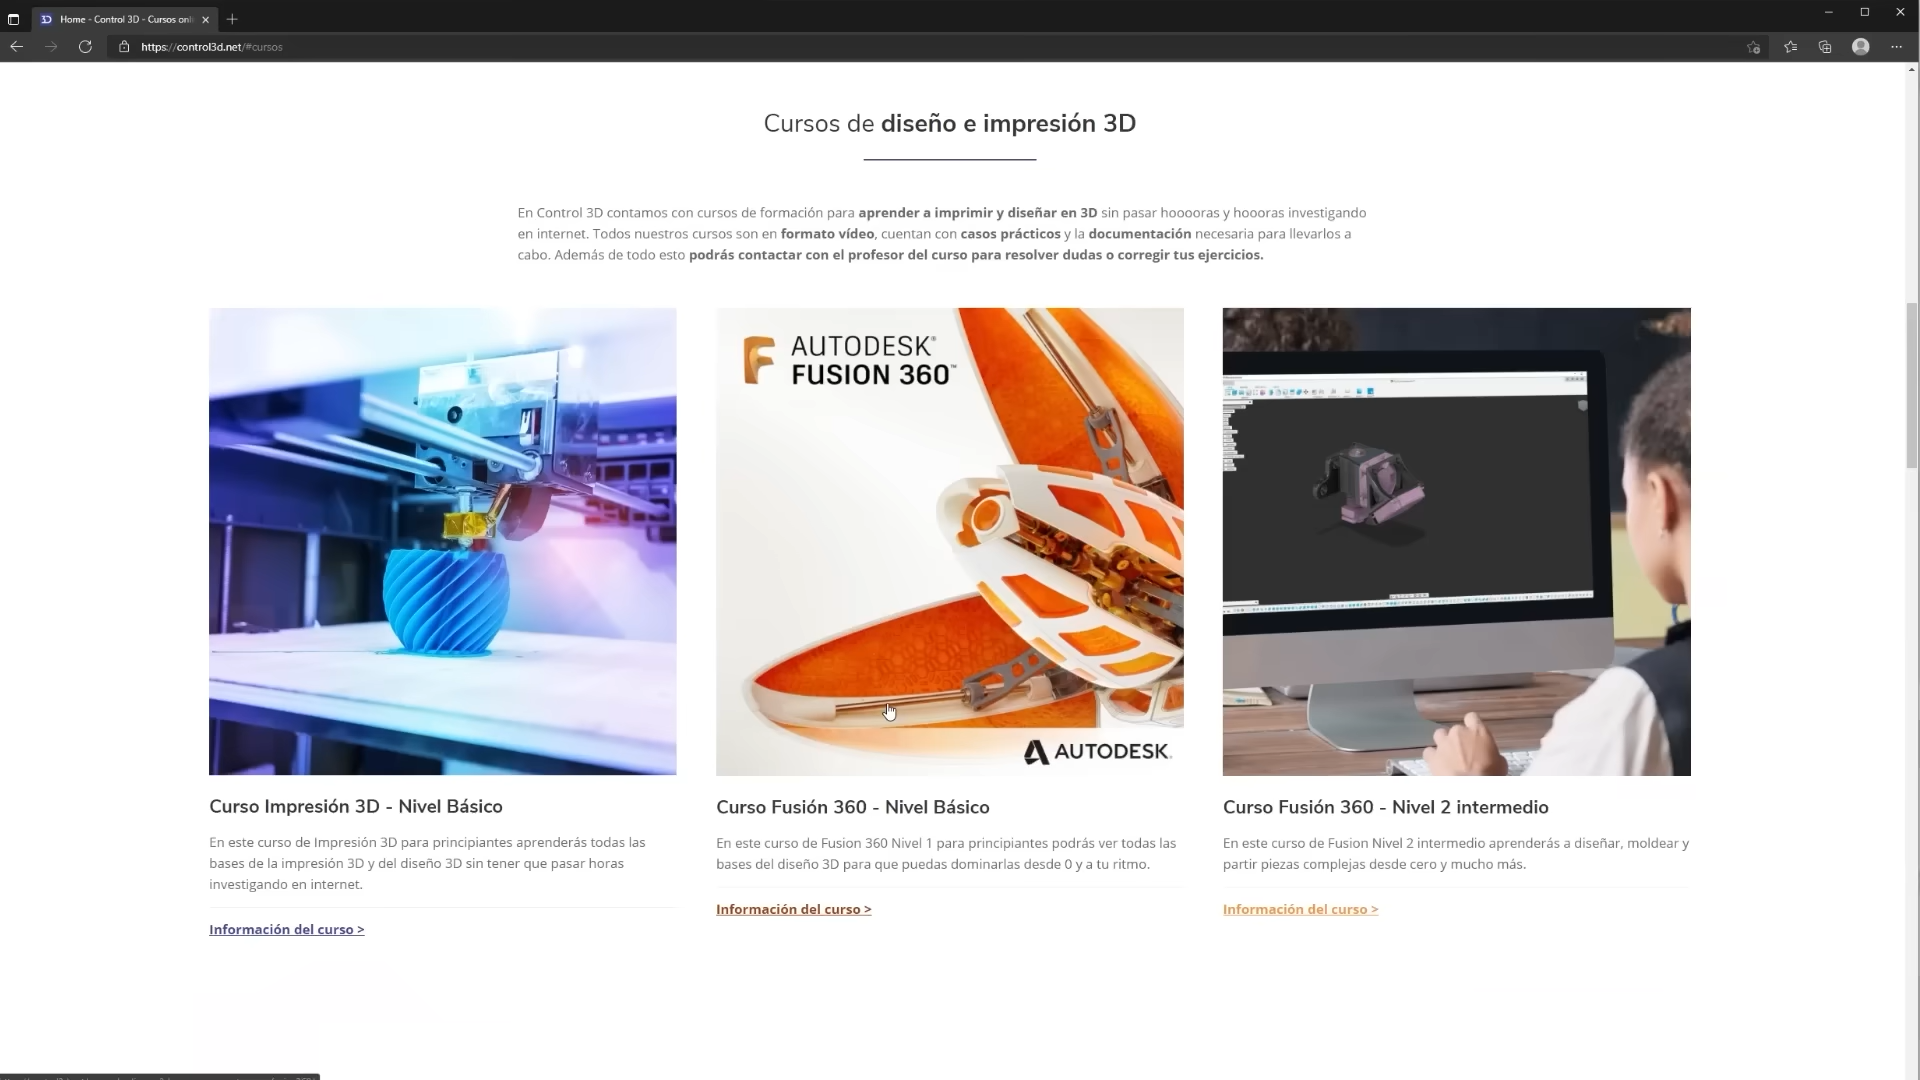 Home - Control 3D - Cursos onl
https://control3d.net/#cursos
Cursos de diseño e impresión 3D
En Control 3D contamos con cursos de formación para aprender a imprimir y diseñar en 3D sin pasar hooooras y hoooras investigando
en internet. Todos nuestros cursos son en formato vídeo, cuentan con casos prácticos y la documentación necesaria para llevarlos a
cabo. Además de todo esto podrás contactar con el profesor del curso para resolver dudas o corregir tus ejercicios.
AUTODESK®
FUSION 360™
AUTODESK.
Curso Impresión 3D - Nivel Básico
En este curso de Impresión 3D para principiantes aprenderás todas las
bases de la impresión 3D y del diseño 3D sin tener que pasar horas
investigando en internet.
Información del curso >
Curso Fusión 360 - Nivel Básico
En este curso de Fusion 360 Nivel 1 para principiantes podrás ver todas las
bases del diseño 3D para que puedas dominarlas desde 0 y a tu ritmo.
Información del curso >
Curso Fusión 360 - Nivel 2 intermedio
En este curso de Fusion Nivel 2 intermedio aprenderás a diseñar, moldear y
partir piezas complejas desde cero y mucho más.
Información del curso >